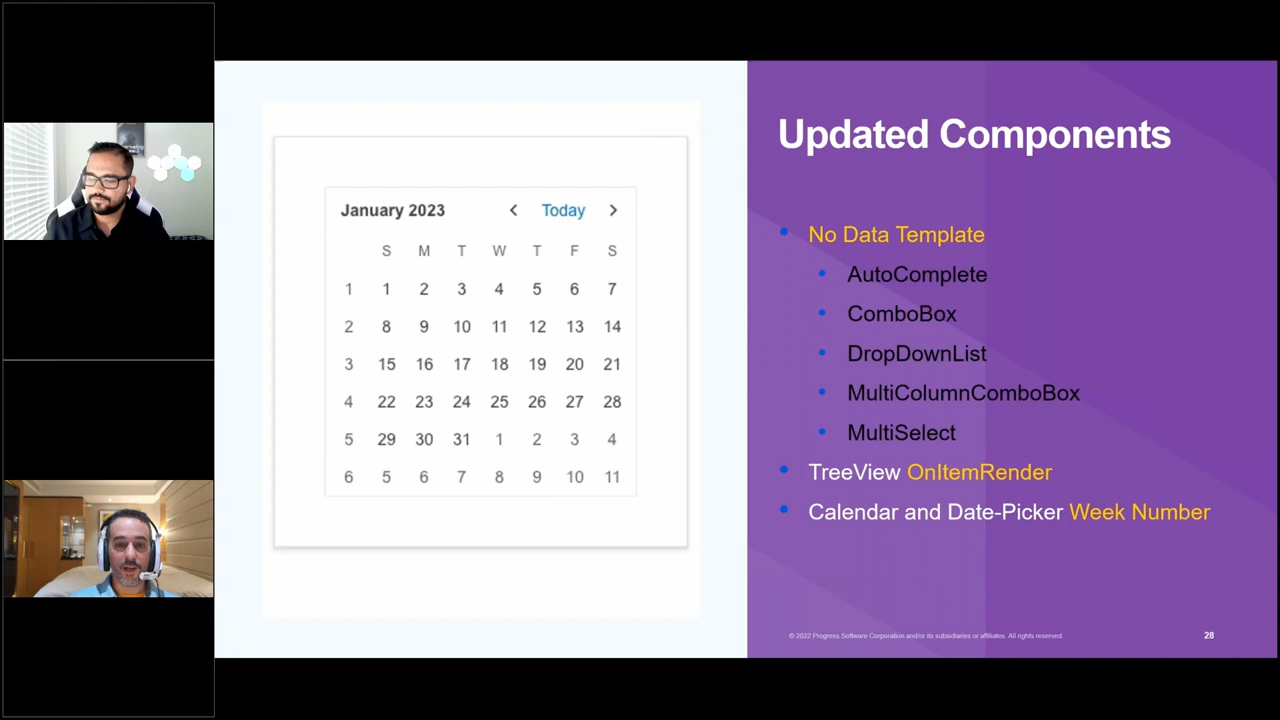 January 2023 < Today >
S M T W T F S
1 1 2 3 4 5 6 7
2 8 9 10 11 12 13 14
3 15 16 17 18 19 20 21
4 22 23 24 25 26 27 28
5 29 30 31 1 2 3 4
6 5 6 7 8 9 10 11
Updated Components
• No Data Template
• AutoComplete
• ComboBox
• DropDownList
• MultiColumnComboBox
• MultiSelect
• TreeView OnItemRender
• Calendar and Date-Picker Week Number
© 2022 Progress Software Corporation and/or its subsidiaries or affiliates. All rights reserved.
28